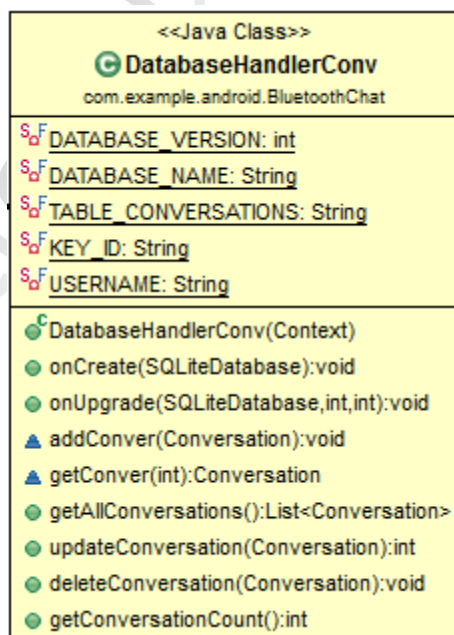 <<Java Class>>
DatabaseHandlerConv
com.example.android.BluetoothChat
DATABASE_VERSION: int
DATABASE_NAME: String
TABLE_CONVERSATIONS: String
KEY_ID: String
USERNAME: String
DatabaseHandlerConv(Context)
onCreate(SQLiteDatabase):void
onUpgrade(SQLiteDatabase,int,int):void
addConver(Conversation):void
getConver(int):Conversation
getAllConversations():List<Conversation>
updateConversation(Conversation):int
deleteConversation(Conversation):void
getConversationCount():int